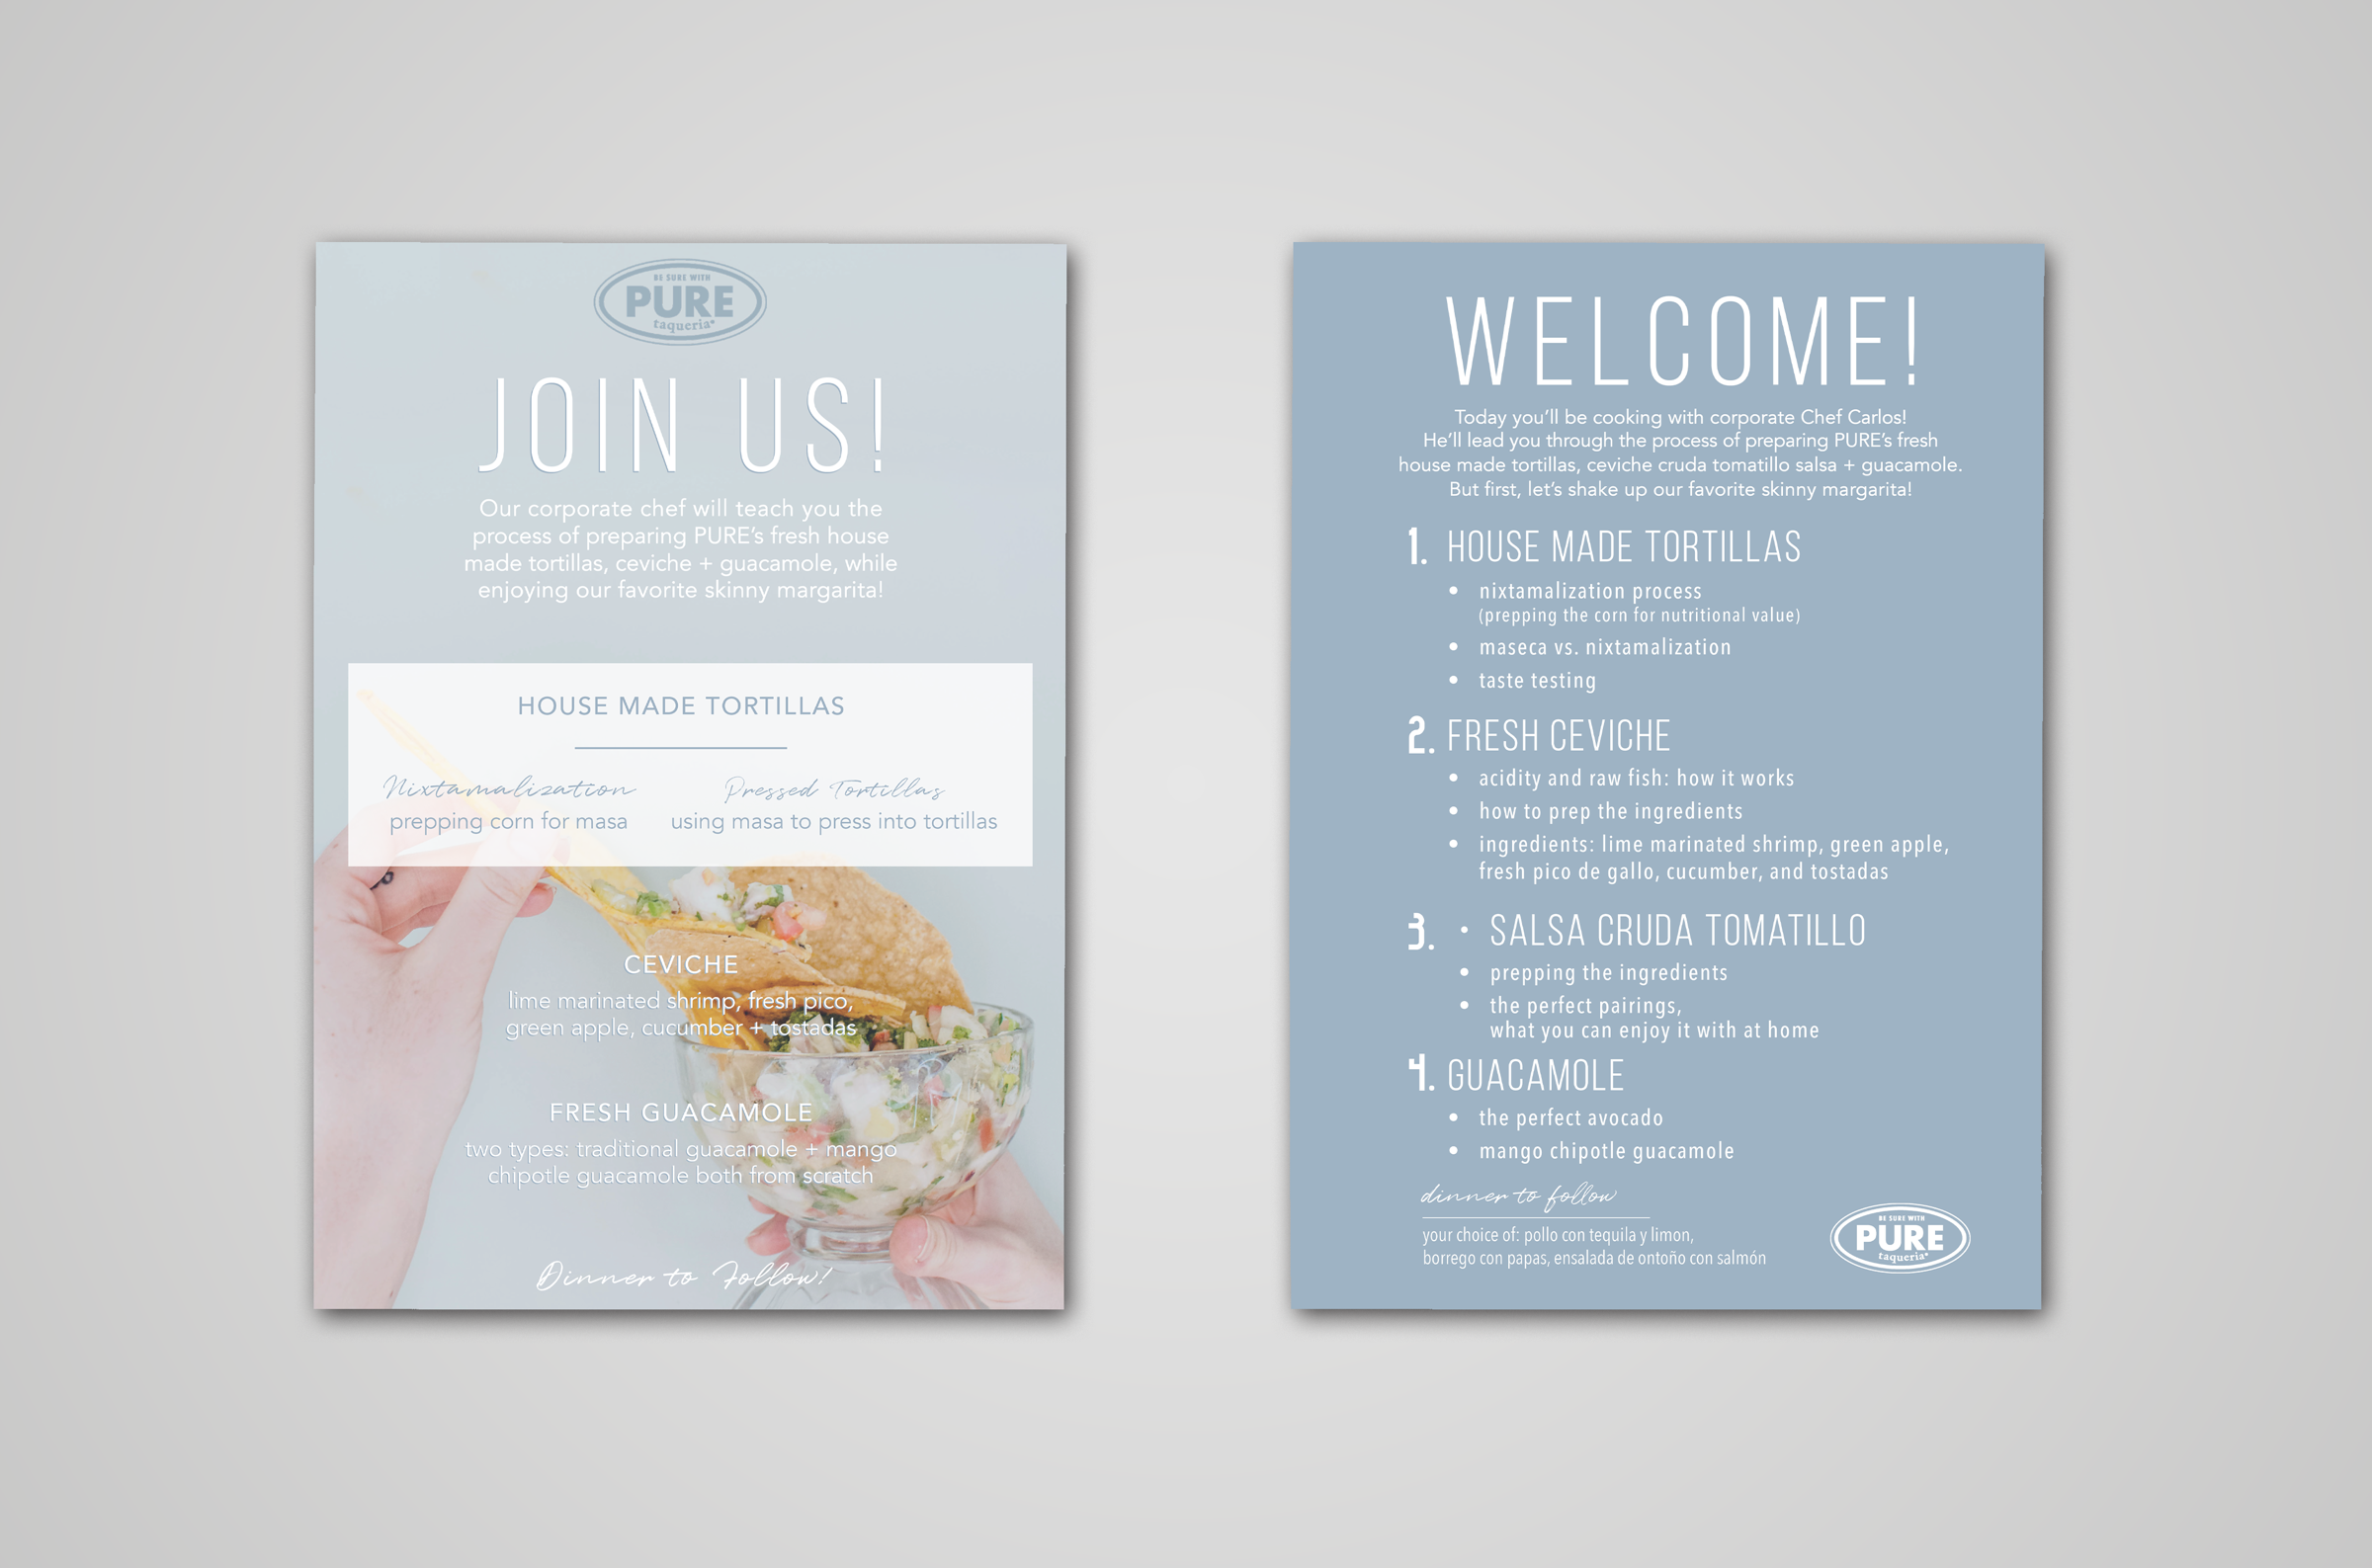 BE SURE WITH
PURE
taqueria
JOIN US!
Our corporate chef will teach you the
process of preparing PURE's fresh house
made tortillas, ceviche + guacamole, while
enjoying our favorite skinny margarita!
HOUSE MADE TORTILLAS
Nixtamalization
prepping corn for masa
Pressed Tortillas
using masa to press into tortillas
CEVICHE
lime marinated shrimp, fresh pico,
green apple, cucumber + tostadas
FRESH GUACAMOLE
two types: traditional guacamole + mango
chipotle guacamole both from scratch
Dinner to Follow!
WELCOME!
Today you'll be cooking with corporate Chef Carlos!
He'll lead you through the process of preparing PURE's fresh
house made tortillas, ceviche cruda tomatillo salsa + guacamole.
But first, let's shake up our favorite skinny margarita!
1. HOUSE MADE TORTILLAS
• nixtamalization process
(prepping the corn for nutritional value)
• maseca vs. nixtamalization
• taste testing
2. FRESH CEVICHE
• acidity and raw fish: how it works
• how to prep the ingredients
• ingredients: lime marinated shrimp, green apple,
fresh pico de gallo, cucumber, and tostadas
3. • SALSA CRUDA TOMATILLO
• prepping the ingredients
• the perfect pairings,
what you can enjoy it with at home
4. GUACAMOLE
• the perfect avocado
• mango chipotle guacamole
dinner to follow
your choice of: pollo con tequila y limon,
borrego con papas, ensalada de ontoño con salmón
BE SURE WITH
PURE
taqueria